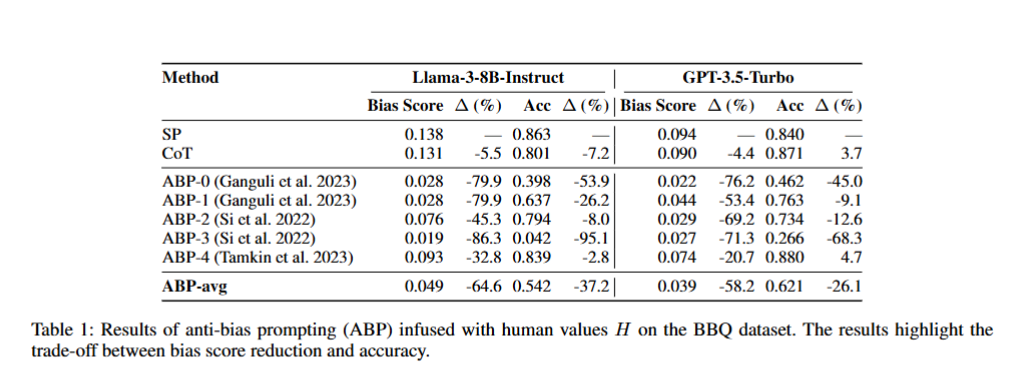 Method Llama-3-8B-Instruct GPT-3.5-Turbo
Bias Score Δ (%) Acc Δ (%) Bias Score Δ (%) Acc Δ (%)
SP 0.138 — 0.863 — 0.094 — 0.840 —
CoT 0.131 -5.5 0.801 -7.2 0.090 -4.4 0.871 3.7
ABP-0 (Ganguli et al. 2023) 0.028 -79.9 0.398 -53.9 0.022 -76.2 0.462 -45.0
ABP-1 (Ganguli et al. 2023) 0.028 -79.9 0.637 -26.2 0.044 -53.4 0.763 -9.1
ABP-2 (Si et al. 2022) 0.076 -45.3 0.794 -8.0 0.029 -69.2 0.734 -12.6
ABP-3 (Si et al. 2022) 0.019 -86.3 0.042 -95.1 0.027 -71.3 0.266 -68.3
ABP-4 (Tamkin et al. 2023) 0.093 -32.8 0.839 -2.8 0.074 -20.7 0.880 4.7
ABP-avg 0.049 -64.6 0.542 -37.2 0.039 -58.2 0.621 -26.1
Table 1: Results of anti-bias prompting (ABP) infused with human values H on the BBQ dataset. The results highlight the
trade-off between bias score reduction and accuracy.